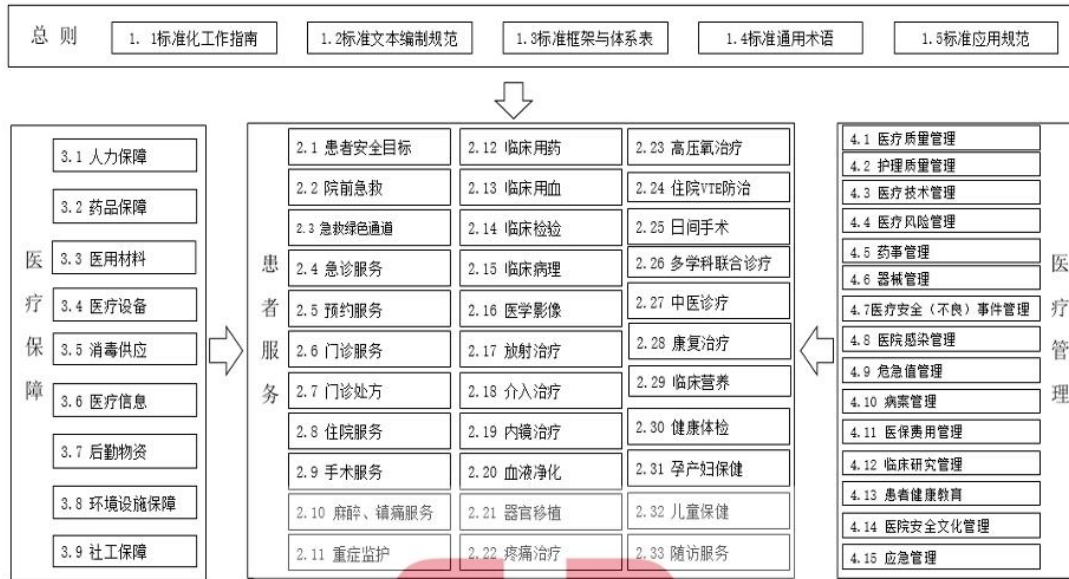 总则
1. 1标准化工作指南
1.2标准文本编制规范
1.3标准框架与体系表
1.4标准通用术语
1.5标准应用规范
医疗保障
3.1 人力保障
3.2 药品保障
3.3 医用材料
3.4 医疗设备
3.5 消毒供应
3.6 医疗信息
3.7 后勤物资
3.8 环境设施保障
3.9 社工保障
患者服务
2.1 患者安全目标
2.2 院前急救
2.3 急救绿色通道
2.4 急诊服务
2.5 预约服务
2.6 门诊服务
2.7 门诊处方
2.8 住院服务
2.9 手术服务
2.10 麻醉、镇痛服务
2.11 重症监护
2.12 临床用药
2.13 临床用血
2.14 临床检验
2.15 临床病理
2.16 医学影像
2.17 放射治疗
2.18 介入治疗
2.19 内镜治疗
2.20 血液净化
2.21 器官移植
2.22 疼痛治疗
2.23 高压氧治疗
2.24 住院VTE防治
2.25 日间手术
2.26 多学科联合诊疗
2.27 中医诊疗
2.28 康复治疗
2.29 临床营养
2.30 健康体检
2.31 孕产妇保健
2.32 儿童保健
2.33 随访服务
4.1 医疗质量管理
4.2 护理质量管理
4.3 医疗技术管理
4.4 医疗风险管理
4.5 药事管理
4.6 器械管理
4.7医疗安全（不良）事件管理
4.8 医院感染管理
4.9 危急值管理
4.10 病案管理
4.11 医保费用管理
4.12 临床研究管理
4.13 患者健康教育
4.14 医院安全文化管理
4.15 应急管理
医疗管理